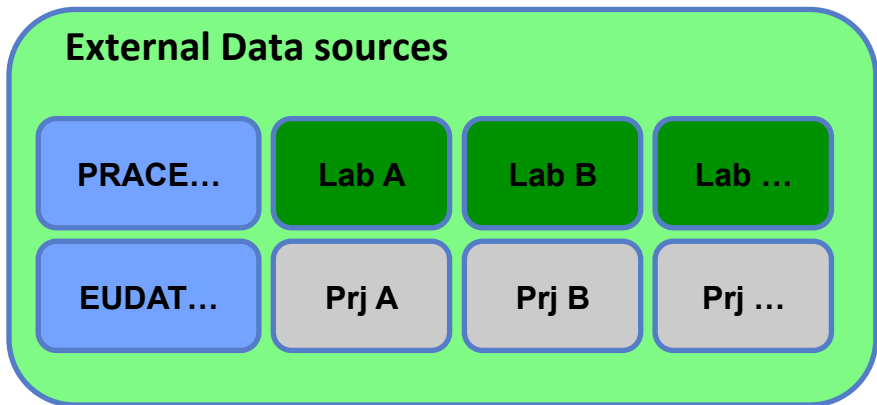 External Data sources
PRACE… Lab A Lab B Lab …
EUDAT… Prj A Prj B Prj …